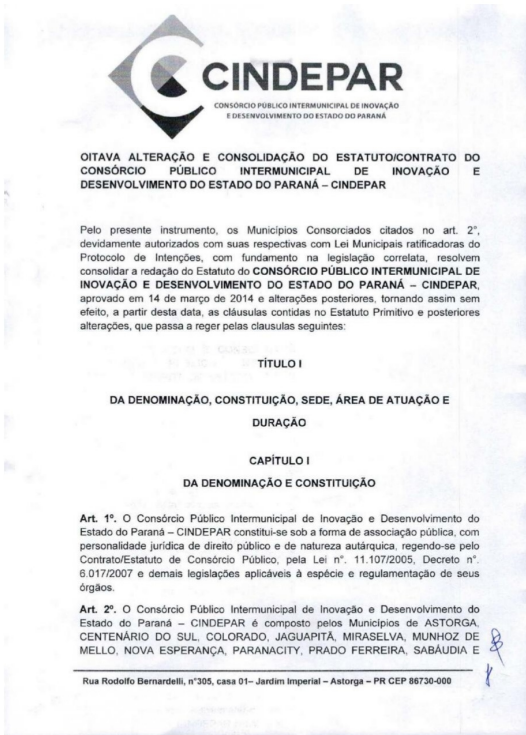 CINDEPAR
CONSÓRCIO PÚBLICO INTERMUNICIPAL DE INOVAÇÃO
E DESENVOLVIMENTO DO ESTADO DO PARANÁ
OITAVA ALTERAÇÃO E CONSOLIDAÇÃO DO ESTATUTO/CONTRATO DO
CONSÓRCIO PÚBLICO INTERMUNICIPAL DE INOVAÇÃO E
DESENVOLVIMENTO DO ESTADO DO PARANÁ – CINDEPAR
Pelo presente instrumento, os Municípios Consorciados citados no art. 2°,
devidamente autorizados com suas respectivas com Lei Municipais ratificadoras do
Protocolo de Intenções, com fundamento na legislação correlata, resolvem
consolidar a redação do Estatuto do CONSÓRCIO PÚBLICO INTERMUNICIPAL DE
INOVAÇÃO E DESENVOLVIMENTO DO ESTADO DO PARANÁ – CINDEPAR,
aprovado em 14 de março de 2014 e alterações posteriores, tornando assim sem
efeito, a partir desta data, as cláusulas contidas no Estatuto Primitivo e posteriores
alterações, que passa a reger pelas clausulas seguintes:
TÍTULO I
DA DENOMINAÇÃO, CONSTITUIÇÃO, SEDE, ÁREA DE ATUAÇÃO E
DURAÇÃO
CAPÍTULO I
DA DENOMINAÇÃO E CONSTITUIÇÃO
Art. 1º. O Consórcio Público Intermunicipal de Inovação e Desenvolvimento do
Estado do Paraná – CINDEPAR constitui-se sob a forma de associação pública, com
personalidade jurídica de direito público e de natureza autárquica, regendo-se pelo
Contrato/Estatuto de Consórcio Público, pela Lei n°. 11.107/2005, Decreto n°.
6.017/2007 e demais legislações aplicáveis à espécie e regulamentação de seus
órgãos.
Art. 2º. O Consórcio Público Intermunicipal de Inovação e Desenvolvimento do
Estado do Paraná – CINDEPAR é composto pelos Municípios de ASTORGA,
CENTENÁRIO DO SUL, COLORADO, JAGUAPITÃ, MIRASELVA, MUNHOZ DE
MELLO, NOVA ESPERANÇA, PARANACITY, PRADO FERREIRA, SABÁUDIA E
Rua Rodolfo Bernardelli, n°305, casa 01– Jardim Imperial – Astorga – PR CEP 86730-000